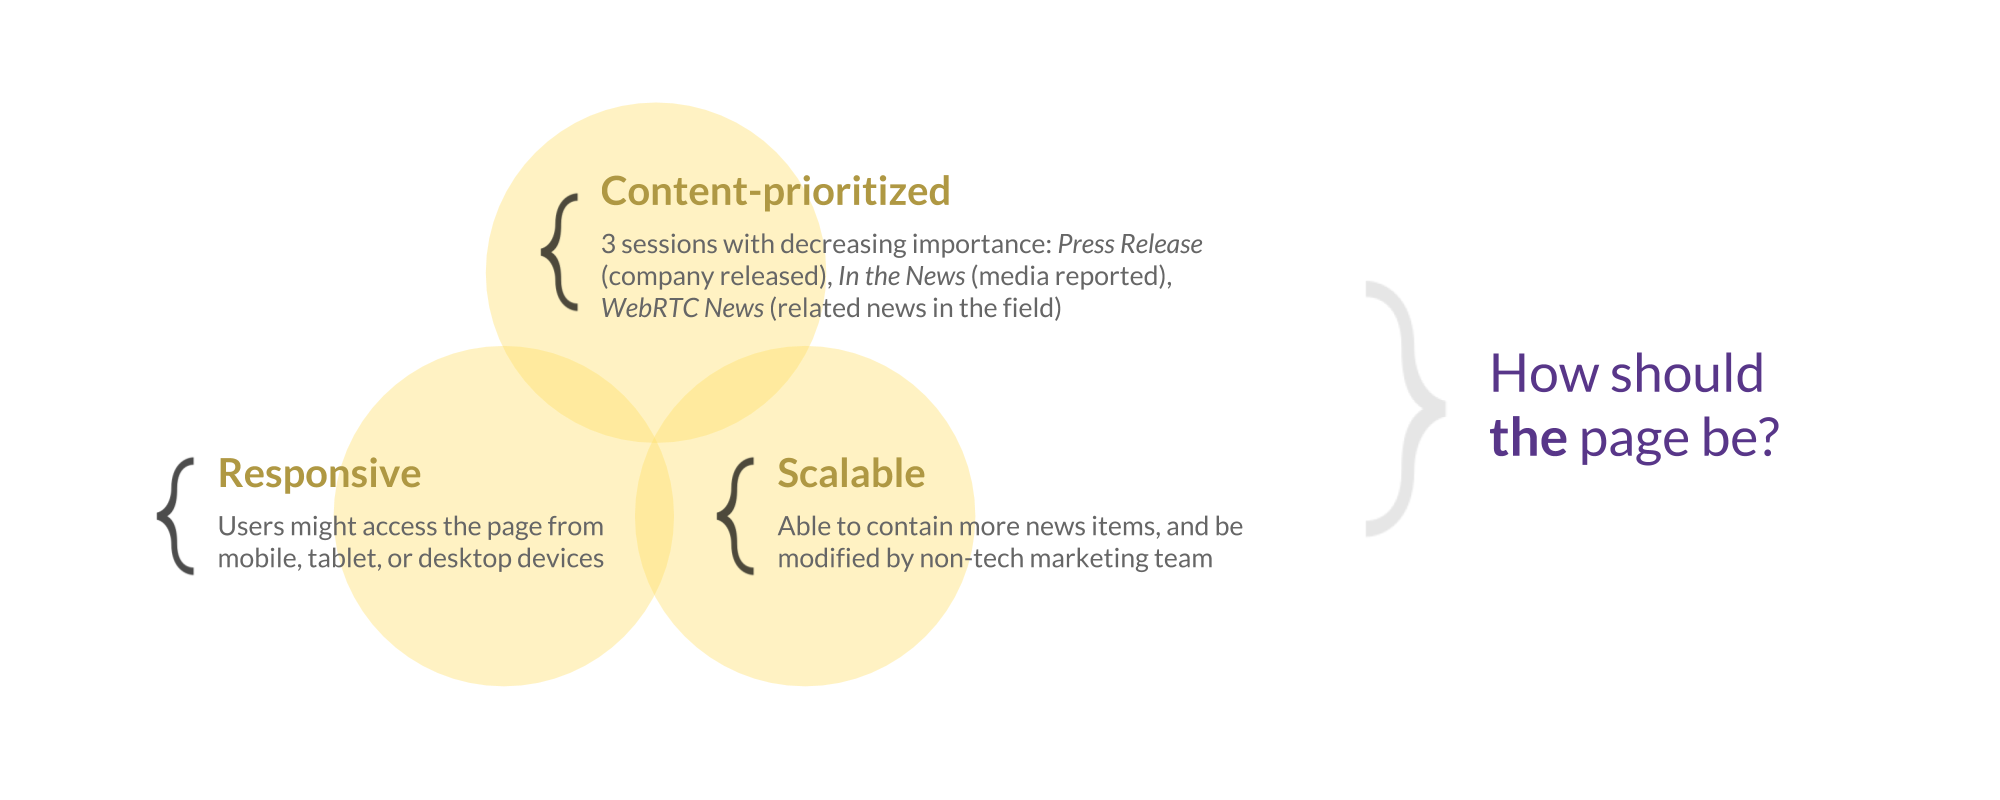 Content-prioritized
3 sessions with decreasing importance: Press Release
(company released), In the News (media reported),
WebRTC News (related news in the field)
Responsive
Users might access the page from
mobile, tablet, or desktop devices
Scalable
Able to contain more news items, and be
modified by non-tech marketing team
How should
the page be?